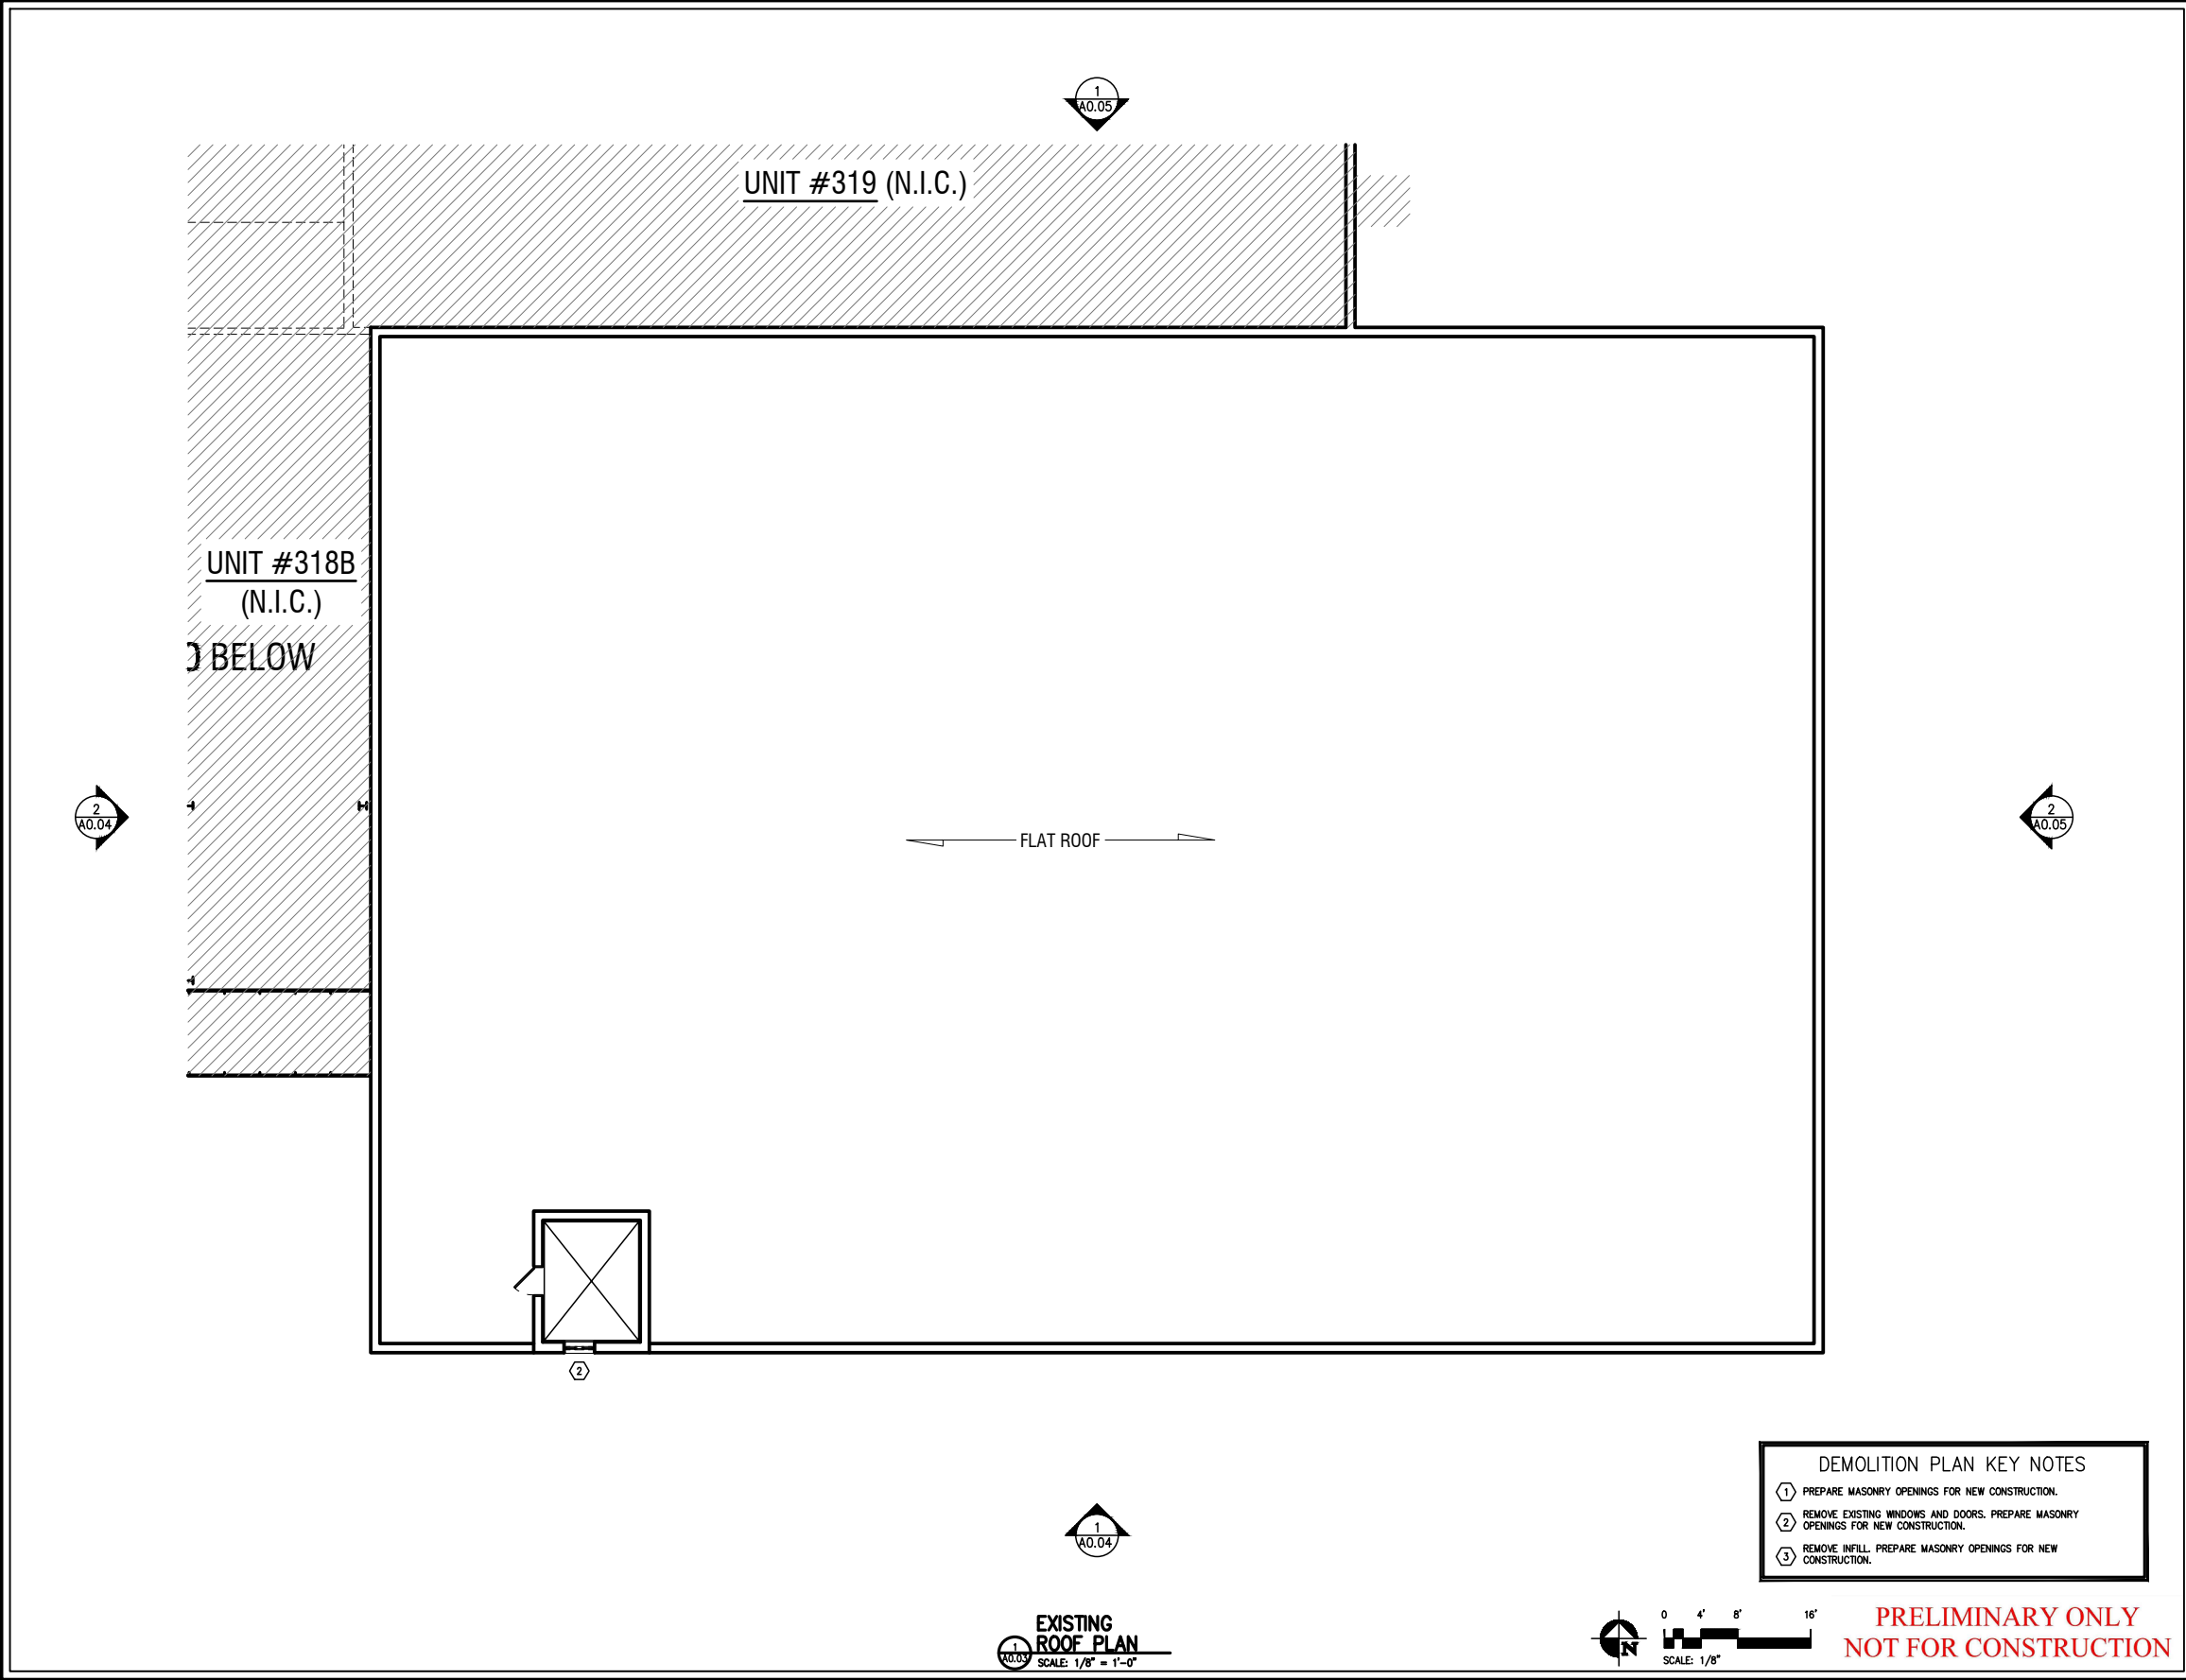 1
A0.05
UNIT #319 (N.I.C.)
UNIT #318B
(N.I.C.)
BELOW
2
A0.04
FLAT ROOF
2
A0.05
2
DEMOLITION PLAN KEY NOTES
1 PREPARE MASONRY OPENINGS FOR NEW CONSTRUCTION.
2 REMOVE EXISTING WINDOWS AND DOORS. PREPARE MASONRY
OPENINGS FOR NEW CONSTRUCTION.
3 REMOVE INFILL. PREPARE MASONRY OPENINGS FOR NEW
CONSTRUCTION.
1
A0.04
EXISTING
ROOF PLAN
1
A0.03
SCALE: 1/8" = 1'-0"
N
0 4' 8' 16'
SCALE: 1/8"
PRELIMINARY ONLY
NOT FOR CONSTRUCTION